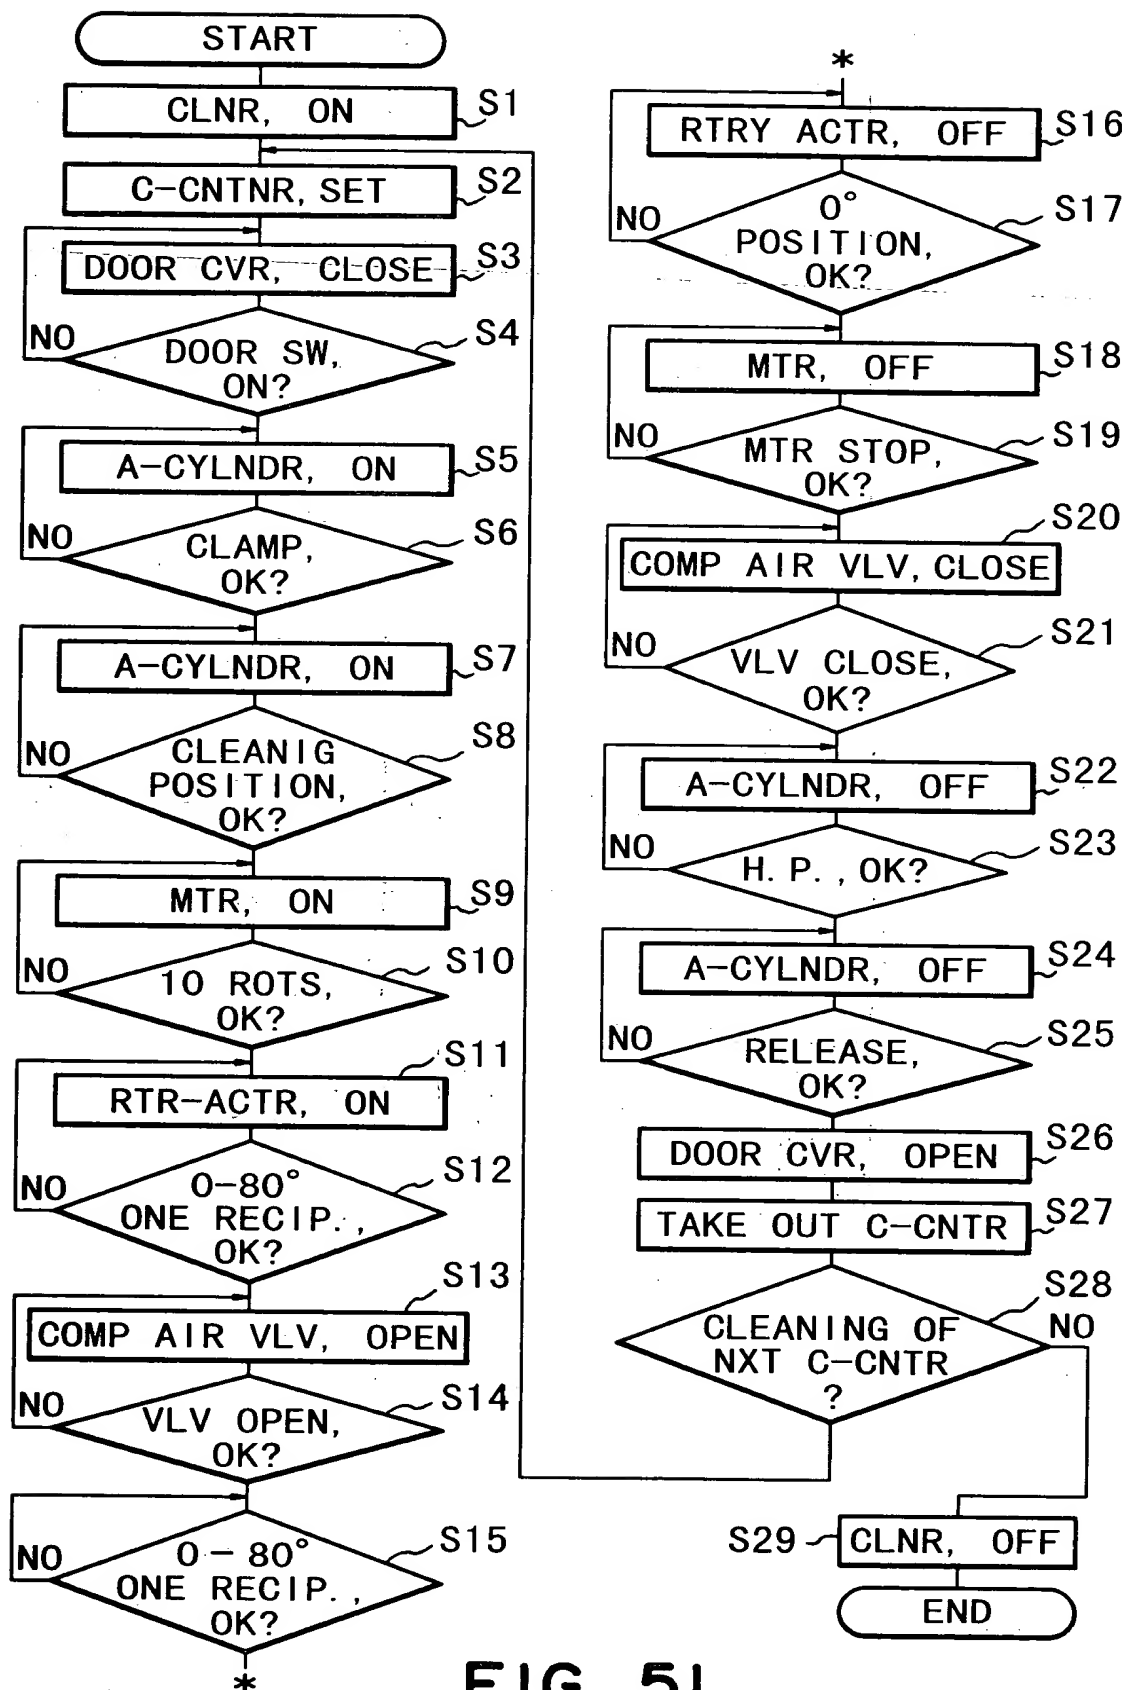 START
CLNR, ON
S1
C-CNTNR, SET
S2
DOOR CVR, CLOSE
S3
DOOR SW,
ON?
S4
NO
A-CYLNDR, ON
S5
CLAMP,
OK?
S6
NO
A-CYLNDR, ON
S7
CLEANIG
POSITION,
OK?
S8
NO
MTR, ON
S9
10 ROTS,
OK?
S10
NO
RTR-ACTR, ON
S11
0-80°
ONE RECIP.,
OK?
S12
NO
COMP AIR VLV, OPEN
S13
VLV OPEN,
OK?
S14
NO
0-80°
ONE RECIP.,
OK?
S15
NO
*
*
RTRY ACTR, OFF
S16
0°
POSITION,
OK?
S17
NO
MTR, OFF
S18
MTR STOP,
OK?
S19
NO
COMP AIR VLV, CLOSE
S20
VLV CLOSE,
OK?
S21
NO
A-CYLNDR, OFF
S22
H. P., OK?
S23
NO
A-CYLNDR, OFF
S24
RELEASE,
OK?
S25
NO
DOOR CVR, OPEN
S26
TAKE OUT C-CNTR
S27
CLEANING OF
NXT C-CNTR
?
S28
NO
S29
CLNR, OFF
END
FIG. 51